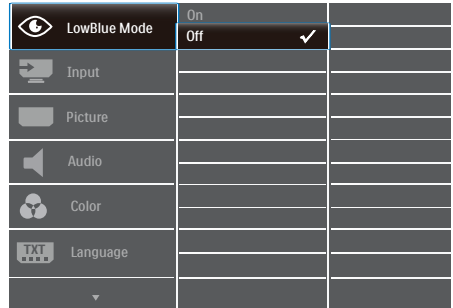 LowBlue Mode
On
Off
Input
Picture
Audio
Color
TXT
Language